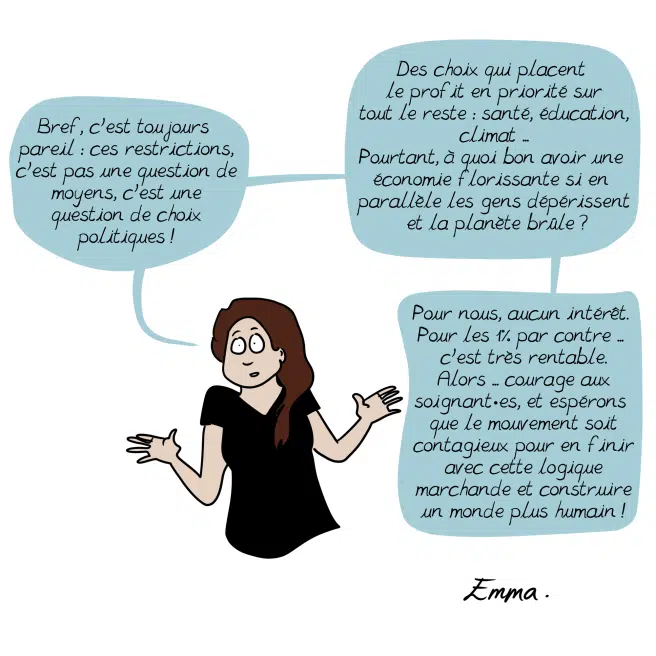 Bref, c'est toujours
pareil : ces restrictions,
c'est pas une question de
moyens, c'est une
question de choix
politiques !
Des choix qui placent
le profit en priorité sur
tout le reste : santé, éducation,
climat ...
Pourtant, à quoi bon avoir une
économie florissante si en
parallèle les gens dépérissent
et la planète brûle ?
Pour nous, aucun intérêt.
Pour les 1% par contre ...
c'est très rentable.
Alors ... courage aux
soignant•es, et espérons
que le mouvement soit
contagieux pour en finir
avec cette logique
marchande et construire
un monde plus humain !
Emma.